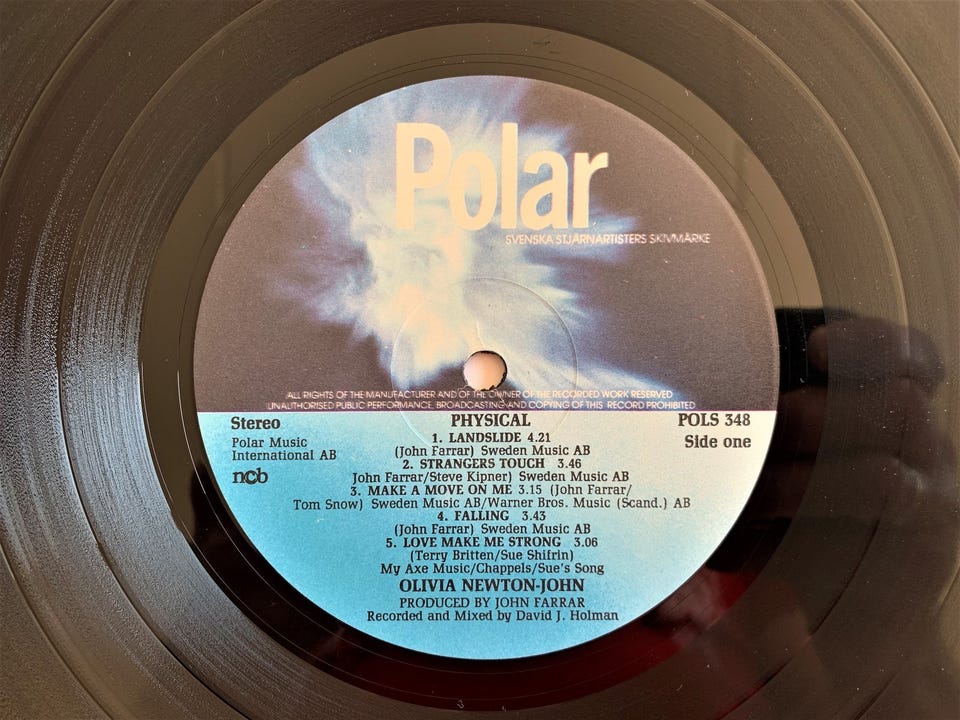 Polar
SVENSKA STJÄRNARTISTERS SKIVMÄRKE
ALL RIGHTS OF THE MANUFACTURER AND OF THE OWNER OF THE RECORDED WORK RESERVED
UNAUTHORISED PUBLIC PERFORMANCE, BROADCASTING AND COPYING OF THIS RECORD PROHIBITED
Stereo PHYSICAL POLS 348
Polar Music
International AB
ncb
Side one
1. LANDSLIDE 4.21
(John Farrar) Sweden Music AB
2. STRANGERS TOUCH 3.46
John Farrar/Steve Kipner) Sweden Music AB
3. MAKE A MOVE ON ME 3.15 (John Farrar/
Tom Snow) Sweden Music AB/Warner Bros. Music (Scand.) AB
4. FALLING 3.43
(John Farrar) Sweden Music AB
5. LOVE MAKE ME STRONG 3.06
(Terry Britten/Sue Shifrin)
My Axe Music/Chappels/Sue's Song
OLIVIA NEWTON-JOHN
PRODUCED BY JOHN FARRAR
Recorded and Mixed by David J. Holman